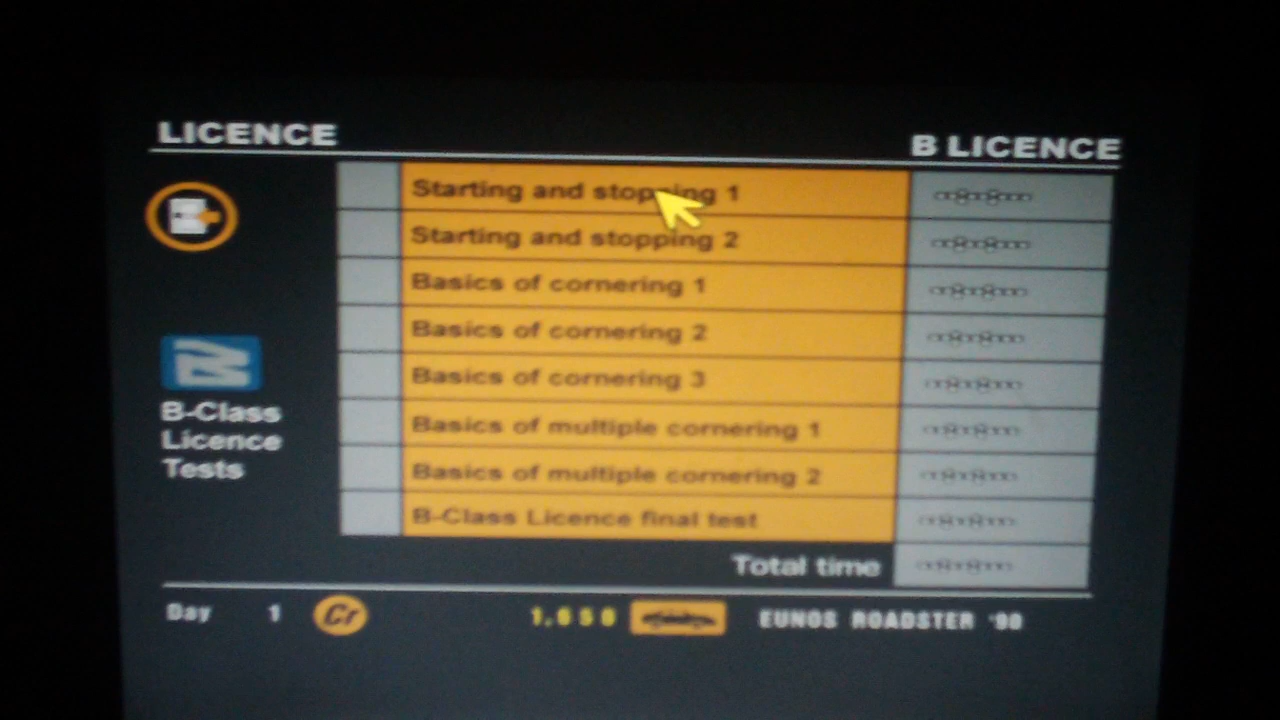 LICENCE
B LICENCE
Starting and stopping 1
Starting and stopping 2
Basics of cornering 1
Basics of cornering 2
Basics of cornering 3
Basics of multiple cornering 1
Basics of multiple cornering 2
B-Class Licence final test
B-Class
Licence
Tests
Total time
Day 1 Cr EUNOS ROADSTER '90